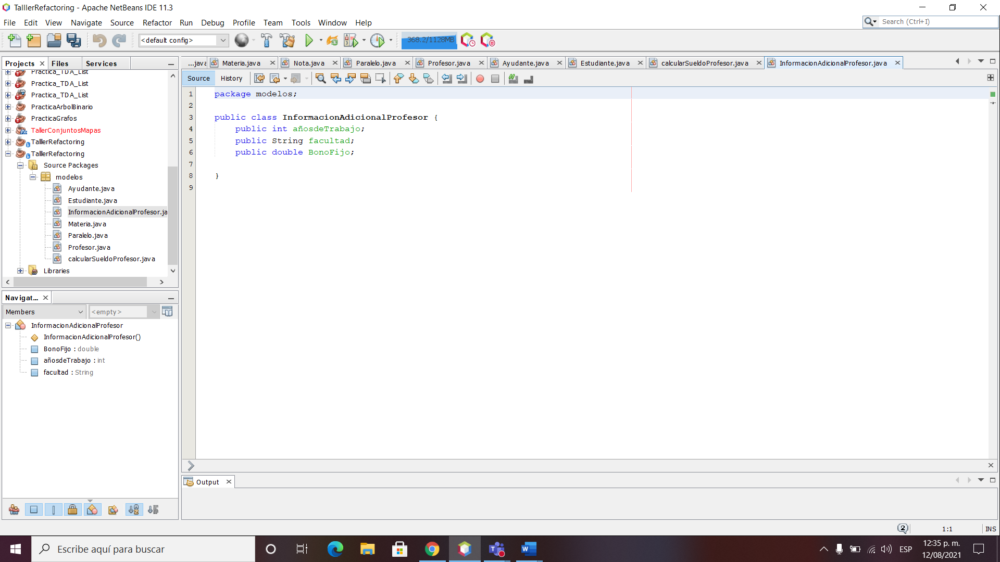 TalllerRefactoring - Apache NetBeans IDE 11.3
File Edit View Navigate Source Refactor Run Debug Profile Team Tools Window Help
Search (Ctrl+I)
<default config>
368.2/1128MB
Projects Files Services
...java Materia.java Nota.java Paralelo.java Profesor.java Ayudante.java Estudiante.java calcularSueldoProfesor.java InformacionAdicionalProfesor.java
Source History
Practica_TDA_List
Practica_TDA_List
Practica_TDA_List
PracticaArbolBinario
PracticaGrafos
TallerConjuntosMapas
TalllerRefactoring
TalllerRefactoring
Source Packages
modelos
Ayudante.java
Estudiante.java
InformacionAdicionalProfesor.ja
Materia.java
Paralelo.java
Profesor.java
calcularSueldoProfesor.java
Libraries
1 package modelos;
2
3 public class InformacionAdicionalProfesor {
4 public int añosdeTrabajo;
5 public String facultad;
6 public double BonoFijo;
7
8 }
9
Navigat...
Members <empty>
InformacionAdicionalProfesor
InformacionAdicionalProfesor()
BonoFijo : double
añosdeTrabajo : int
facultad : String
Output
2 1:1 INS
Escribe aquí para buscar
ESP
12:35 p. m.
12/08/2021